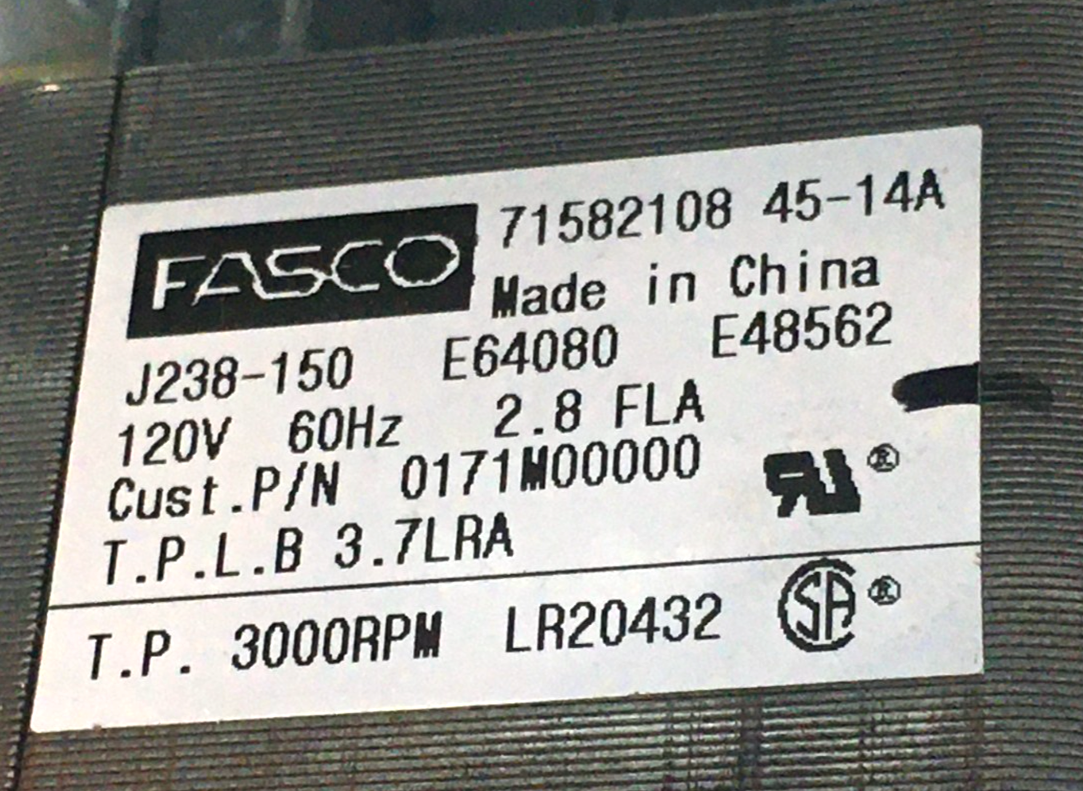 FASCO 71582108 45-14A
Made in China
J238-150 E64080 E48562
120V 60Hz 2.8 FLA
Cust.P/N 0171M00000
T.P.L.B 3.7LRA
T.P. 3000RPM LR20432